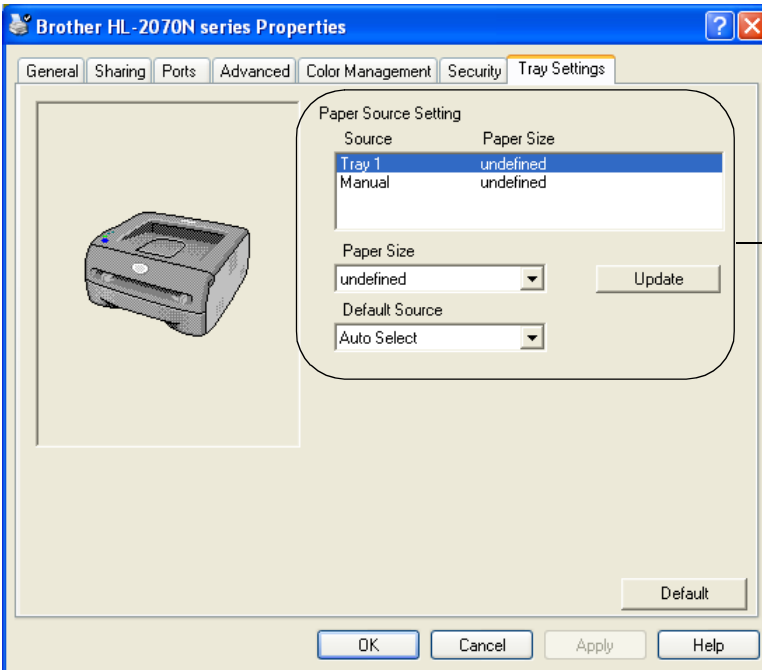 Brother HL-2070N series Properties
General Sharing Ports Advanced Color Management Security Tray Settings
Paper Source Setting
Source Paper Size
Tray 1 undefined
Manual undefined
Paper Size
undefined Update
Default Source
Auto Select
Default
OK Cancel Apply Help